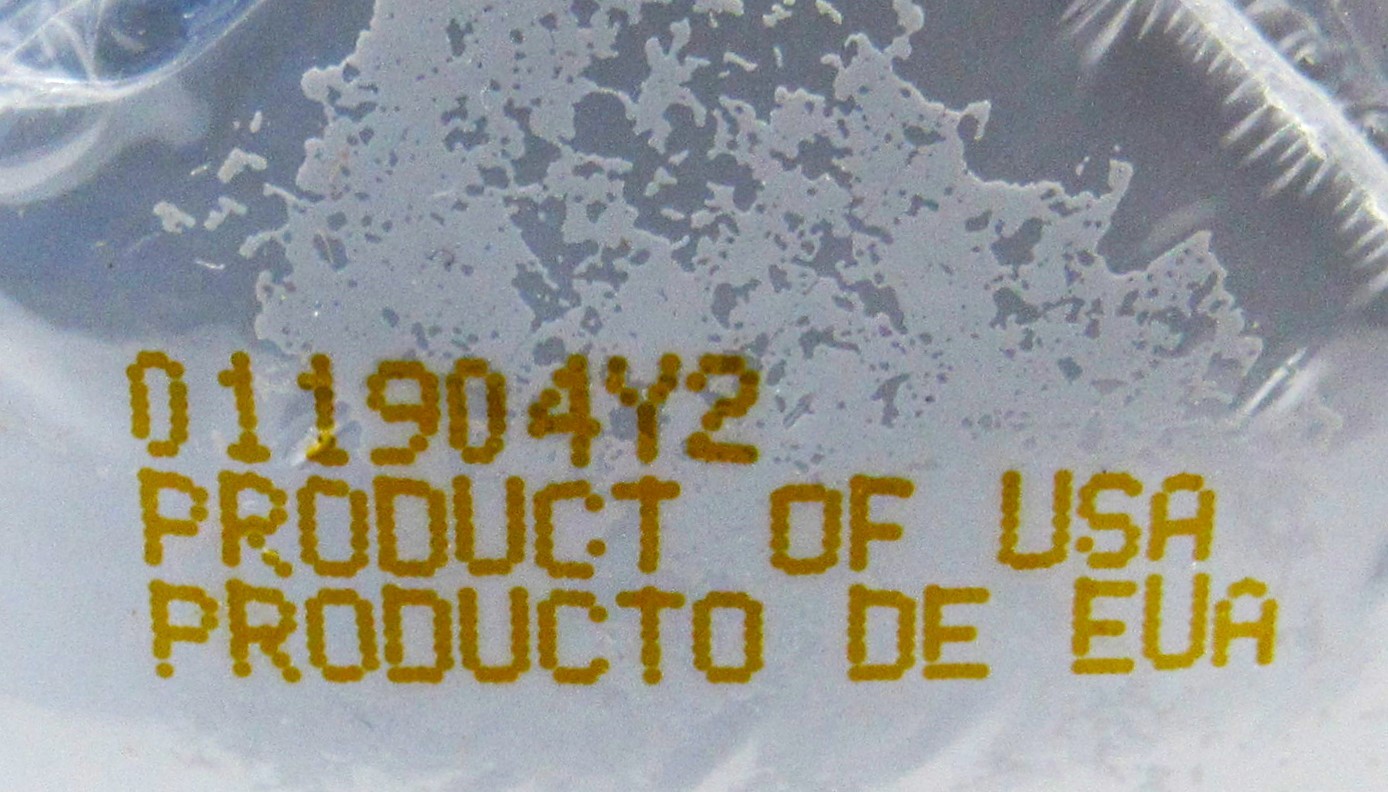 011904Y2
PRODUCT OF USA
PRODUCTO DE EUA